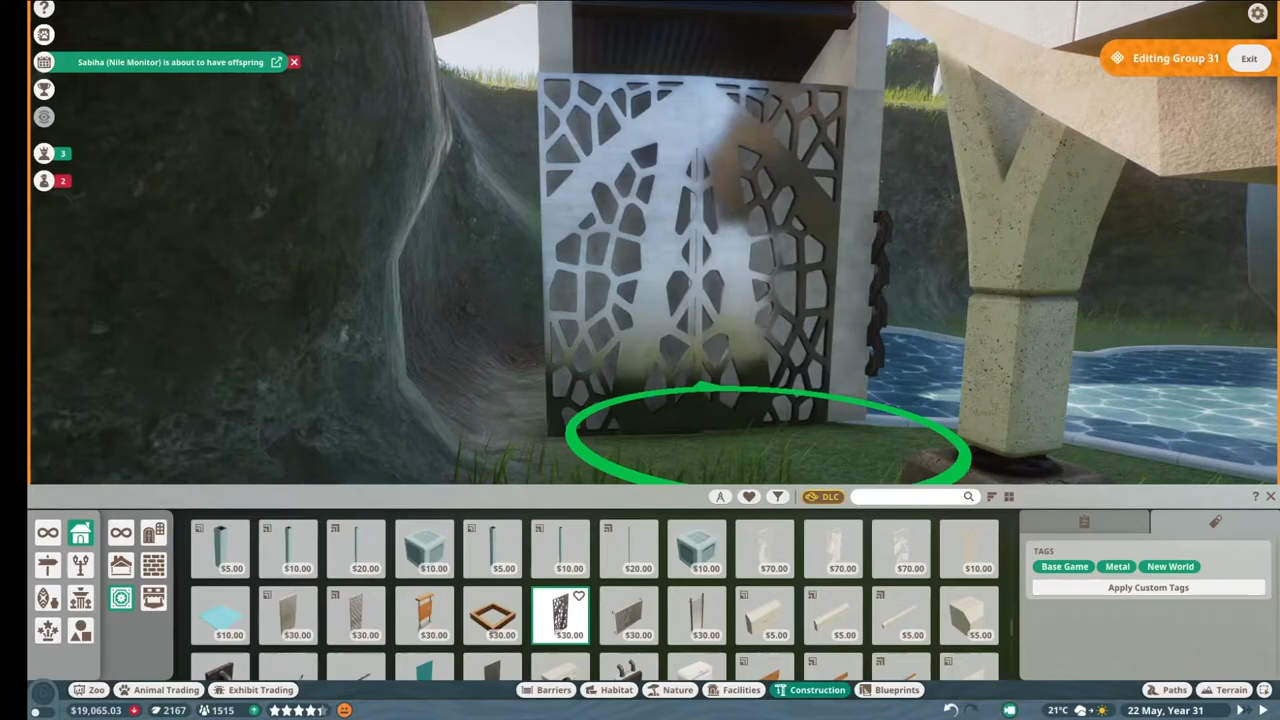 ?
Sabiha (Nile Monitor) is about to have offspring
3
2
Editing Group 31
Exit
DLC
?
$5.00 $10.00 $20.00 $10.00 $5.00 $10.00 $20.00 $10.00 $70.00 $70.00 $70.00 $10.00
$10.00 $30.00 $30.00 $30.00 $30.00 $30.00 $30.00 $30.00 $5.00 $5.00 $5.00 $5.00
TAGS
Base Game Metal New World
Apply Custom Tags
Zoo Animal Trading Exhibit Trading Barriers Habitat Nature Facilities Construction Blueprints Paths Terrain
$19,065.03 2167 1515 21°C 22 May, Year 31